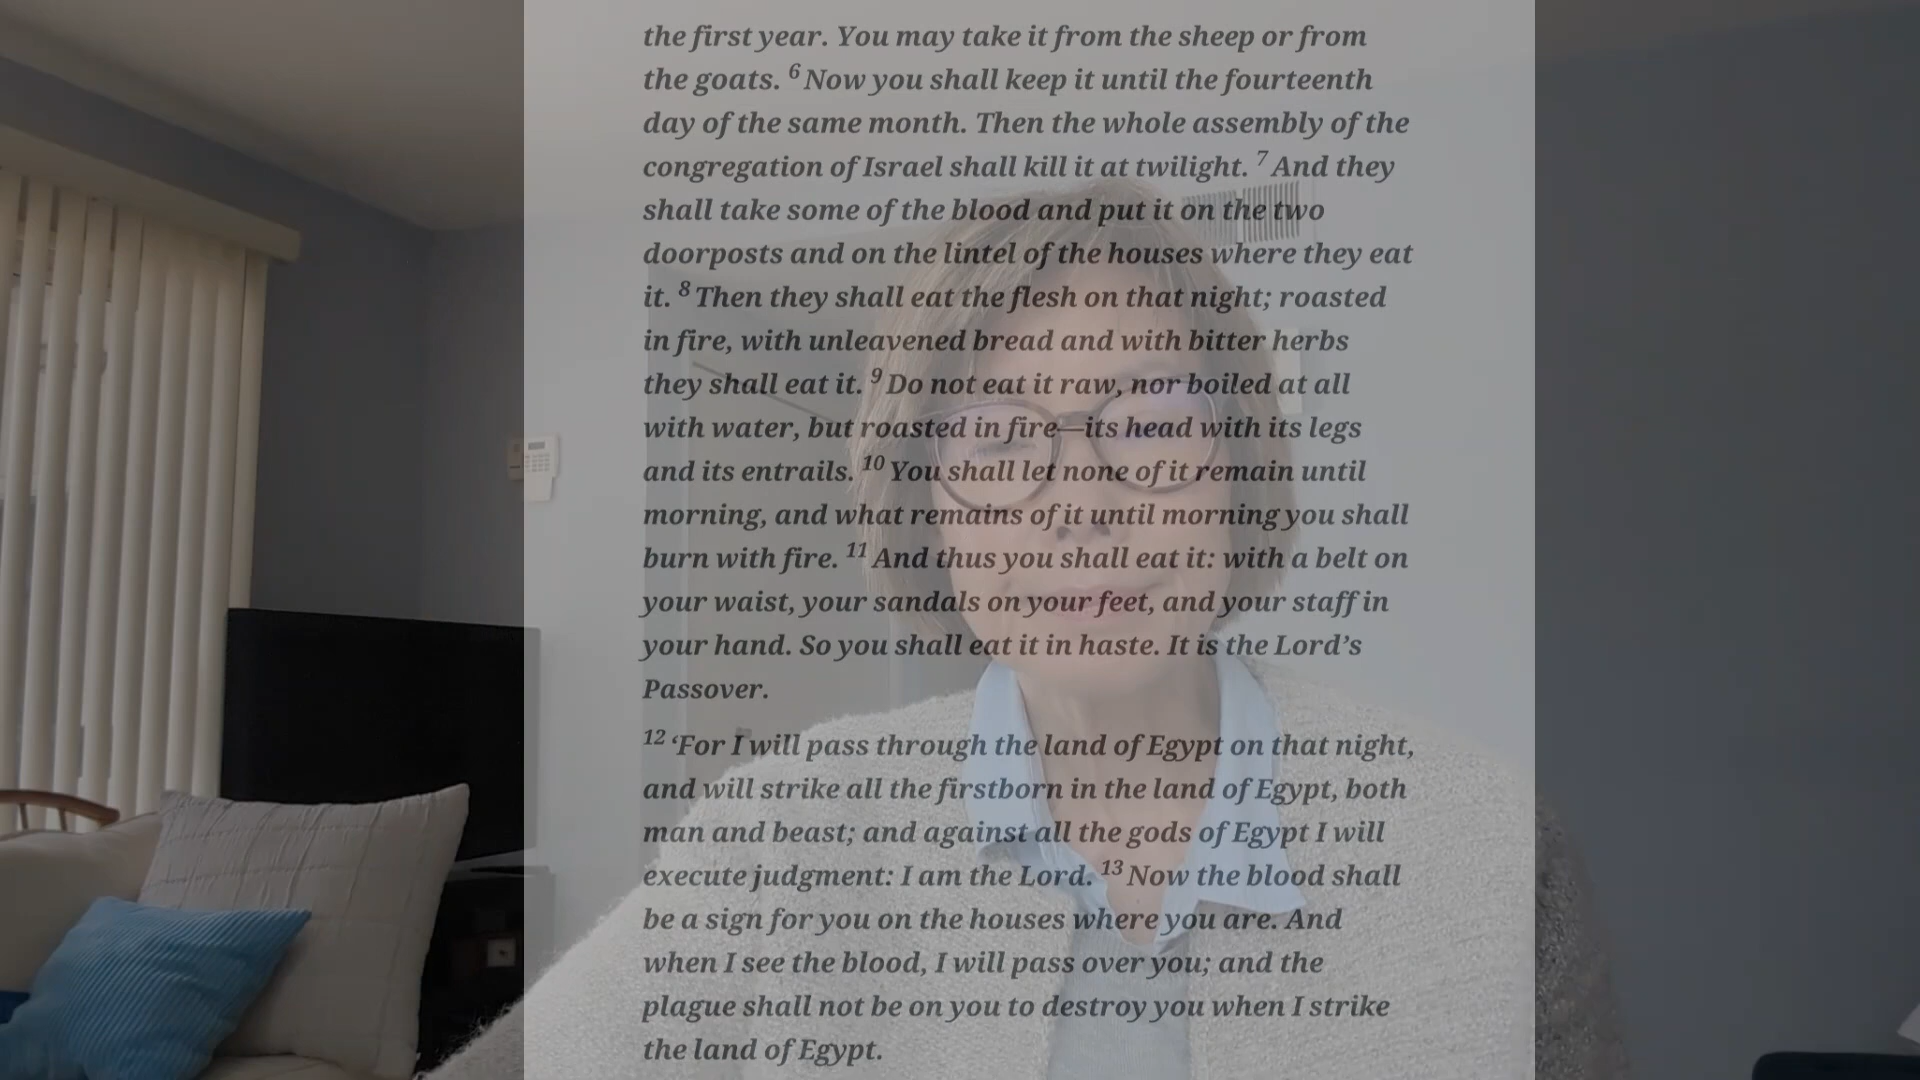 the first year. You may take it from the sheep or from
the goats. 6 Now you shall keep it until the fourteenth
day of the same month. Then the whole assembly of the
congregation of Israel shall kill it at twilight. 7 And they
shall take some of the blood and put it on the two
doorposts and on the lintel of the houses where they eat
it. 8 Then they shall eat the flesh on that night; roasted
in fire, with unleavened bread and with bitter herbs
they shall eat it. 9 Do not eat it raw, nor boiled at all
with water, but roasted in fire—its head with its legs
and its entrails. 10 You shall let none of it remain until
morning, and what remains of it until morning you shall
burn with fire. 11 And thus you shall eat it: with a belt on
your waist, your sandals on your feet, and your staff in
your hand. So you shall eat it in haste. It is the Lord’s
Passover.
12 ‘For I will pass through the land of Egypt on that night,
and will strike all the firstborn in the land of Egypt, both
man and beast; and against all the gods of Egypt I will
execute judgment: I am the Lord. 13 Now the blood shall
be a sign for you on the houses where you are. And
when I see the blood, I will pass over you; and the
plague shall not be on you to destroy you when I strike
the land of Egypt.